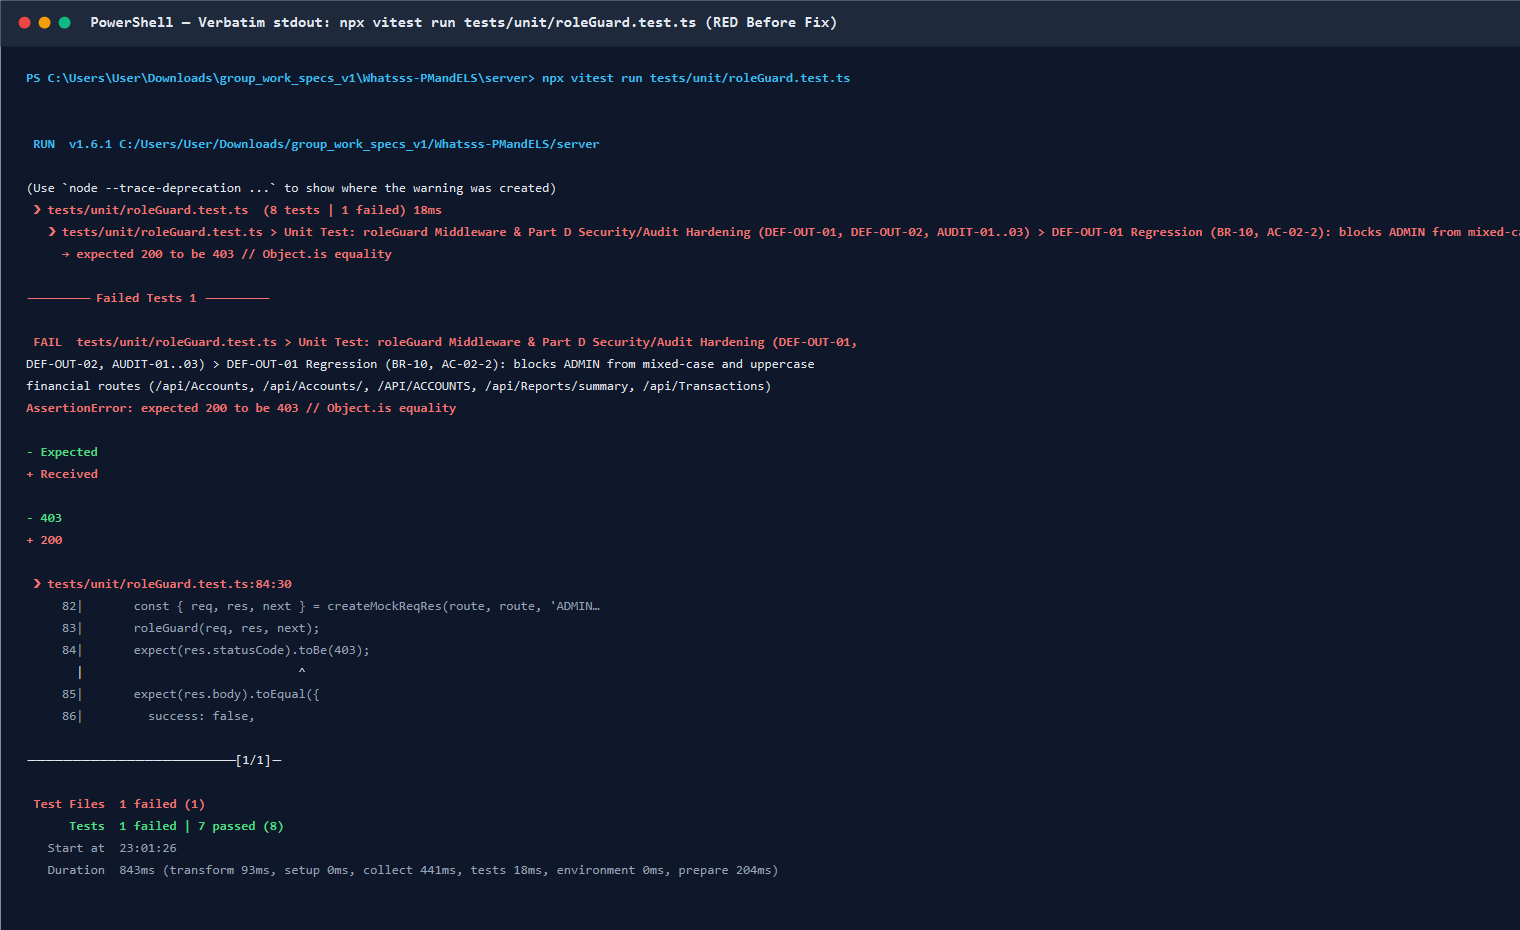 PowerShell — Verbatim stdout: npx vitest run tests/unit/roleGuard.test.ts (RED Before Fix)
PS C:\Users\User\Downloads\group_work_specs_v1\Whatsss-PMandELS\server> npx vitest run tests/unit/roleGuard.test.ts
RUN v1.6.1 C:/Users/User/Downloads/group_work_specs_v1/Whatsss-PMandELS/server
(Use `node --trace-deprecation ...` to show where the warning was created)
❯ tests/unit/roleGuard.test.ts (8 tests | 1 failed) 18ms
❯ tests/unit/roleGuard.test.ts > Unit Test: roleGuard Middleware & Part D Security/Audit Hardening (DEF-OUT-01, DEF-OUT-02, AUDIT-01..03) > DEF-OUT-01 Regression (BR-10, AC-02-2): blocks ADMIN from mixed-ca
→ expected 200 to be 403 // Object.is equality
————————— Failed Tests 1 —————————
FAIL tests/unit/roleGuard.test.ts > Unit Test: roleGuard Middleware & Part D Security/Audit Hardening (DEF-OUT-01,
DEF-OUT-02, AUDIT-01..03) > DEF-OUT-01 Regression (BR-10, AC-02-2): blocks ADMIN from mixed-case and uppercase
financial routes (/api/Accounts, /api/Accounts/, /API/ACCOUNTS, /api/Reports/summary, /api/Transactions)
AssertionError: expected 200 to be 403 // Object.is equality
- Expected
+ Received
- 403
+ 200
❯ tests/unit/roleGuard.test.ts:84:30
82| const { req, res, next } = createMockReqRes(route, route, 'ADMIN…
83| roleGuard(req, res, next);
84| expect(res.statusCode).toBe(403);
| ^
85| expect(res.body).toEqual({
86| success: false,
—————————————————————————————[1/1]—
Test Files 1 failed (1)
Tests 1 failed | 7 passed (8)
Start at 23:01:26
Duration 843ms (transform 93ms, setup 0ms, collect 441ms, tests 18ms, environment 0ms, prepare 204ms)